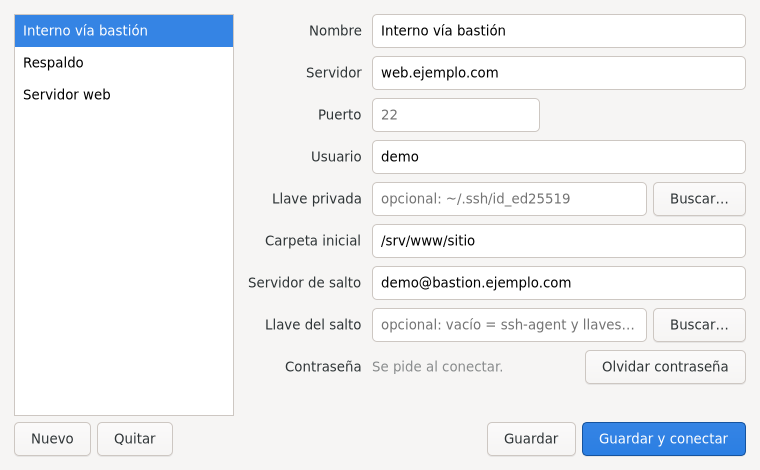 Interno vía bastión
Respaldo
Servidor web
Nombre Interno vía bastión
Servidor web.ejemplo.com
Puerto 22
Usuario demo
Llave privada opcional: ~/.ssh/id_ed25519 Buscar...
Carpeta inicial /srv/www/sitio
Servidor de salto demo@bastion.ejemplo.com
Llave del salto opcional: vacío = ssh-agent y llaves... Buscar...
Contraseña Se pide al conectar. Olvidar contraseña
Nuevo Quitar Guardar Guardar y conectar